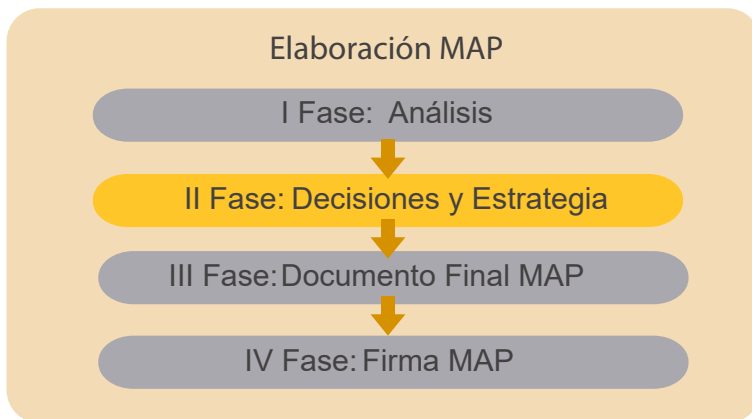 Elaboración MAP
I Fase: Análisis
II Fase: Decisiones y Estrategia
III Fase: Documento Final MAP
IV Fase: Firma MAP